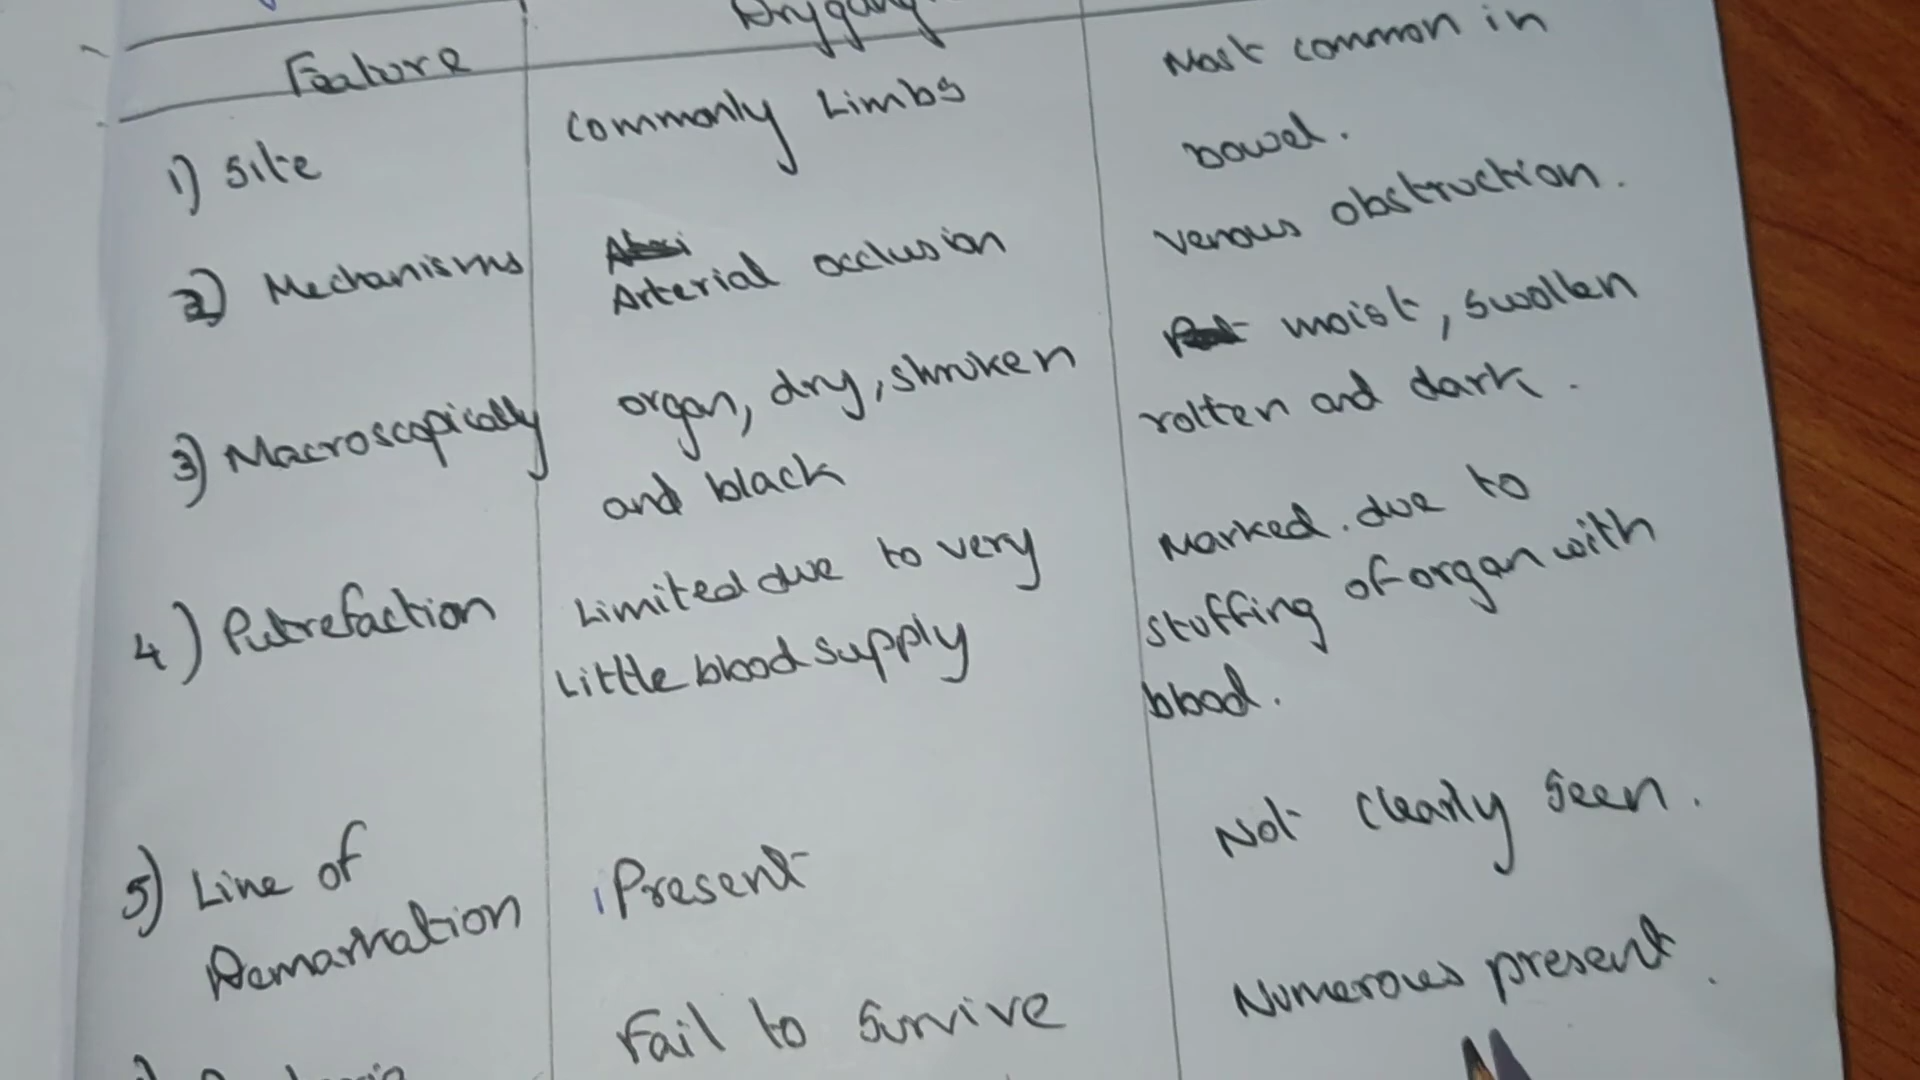 Feature
1) Site
Commonly Limbs
Most common in
bowel.
2) Mechanisms
Arterial occlusion
venous obstruction.
3) Macroscopically
organ, dry, shruken
and black
moist, swollen
rotten and dark.
4) Putrefaction
Limited due to very
Little blood supply
Marked. due to
stuffing of organ with
blood.
5) Line of
Demarkation
Present
Not clearly seen.
Fail to survive
Numerous present.